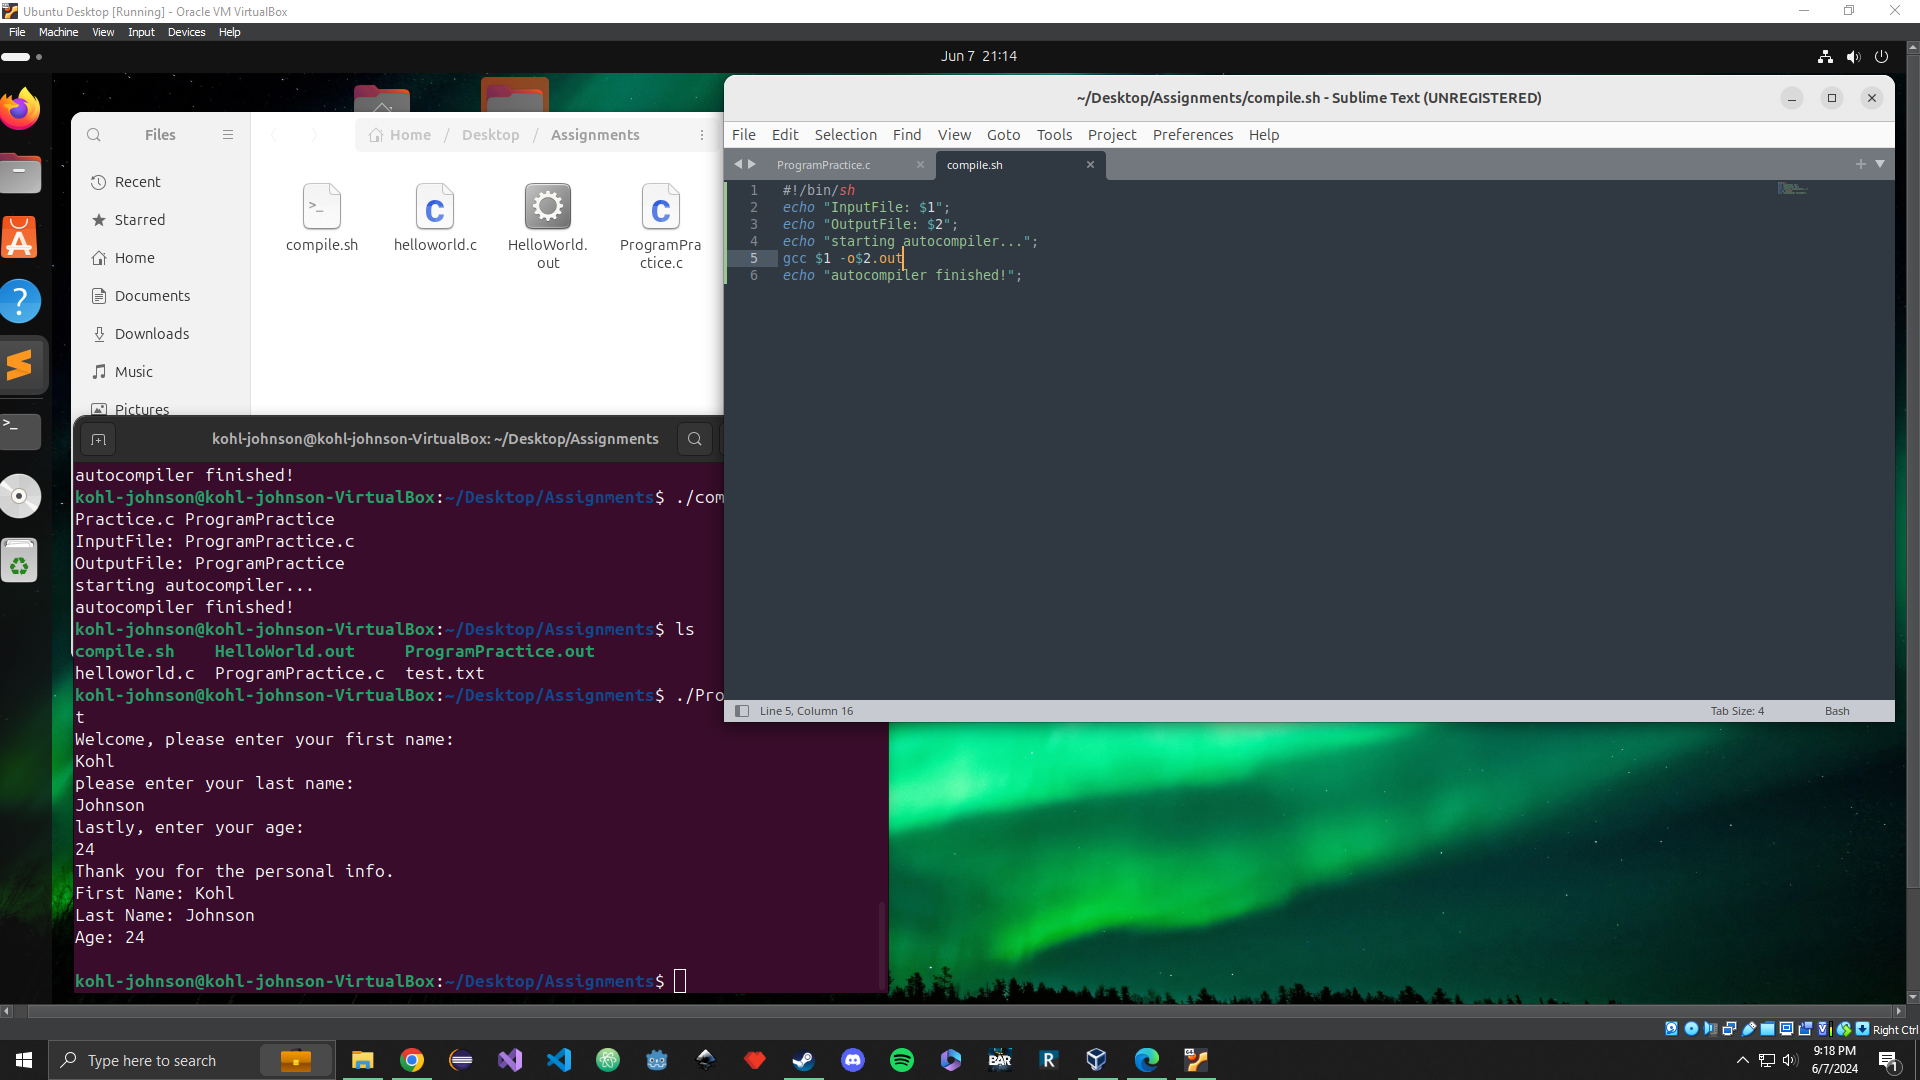 Ubuntu Desktop [Running] - Oracle VM VirtualBox
File Machine View Input Devices Help
Jun 7 21:14
Files
Home / Desktop / Assignments
Recent
Starred
Home
Documents
Downloads
Music
Pictures
compile.sh
helloworld.c
HelloWorld.
out
ProgramPra
ctice.c
~/Desktop/Assignments/compile.sh - Sublime Text (UNREGISTERED)
File Edit Selection Find View Goto Tools Project Preferences Help
ProgramPractice.c
compile.sh
1 #!/bin/sh
2 echo "InputFile: $1";
3 echo "OutputFile: $2";
4 echo "starting autocompiler...";
5 gcc $1 -o$2.out
6 echo "autocompiler finished!";
Line 5, Column 16
Tab Size: 4
Bash
kohl-johnson@kohl-johnson-VirtualBox: ~/Desktop/Assignments
autocompiler finished!
kohl-johnson@kohl-johnson-VirtualBox:~/Desktop/Assignments$ ./com
Practice.c ProgramPractice
InputFile: ProgramPractice.c
OutputFile: ProgramPractice
starting autocompiler...
autocompiler finished!
kohl-johnson@kohl-johnson-VirtualBox:~/Desktop/Assignments$ ls
compile.sh HelloWorld.out ProgramPractice.out
helloworld.c ProgramPractice.c test.txt
kohl-johnson@kohl-johnson-VirtualBox:~/Desktop/Assignments$ ./Pro
t
Welcome, please enter your first name:
Kohl
please enter your last name:
Johnson
lastly, enter your age:
24
Thank you for the personal info.
First Name: Kohl
Last Name: Johnson
Age: 24
kohl-johnson@kohl-johnson-VirtualBox:~/Desktop/Assignments$
Right Ctrl
Type here to search
BAR
R
9:18 PM
6/7/2024
1